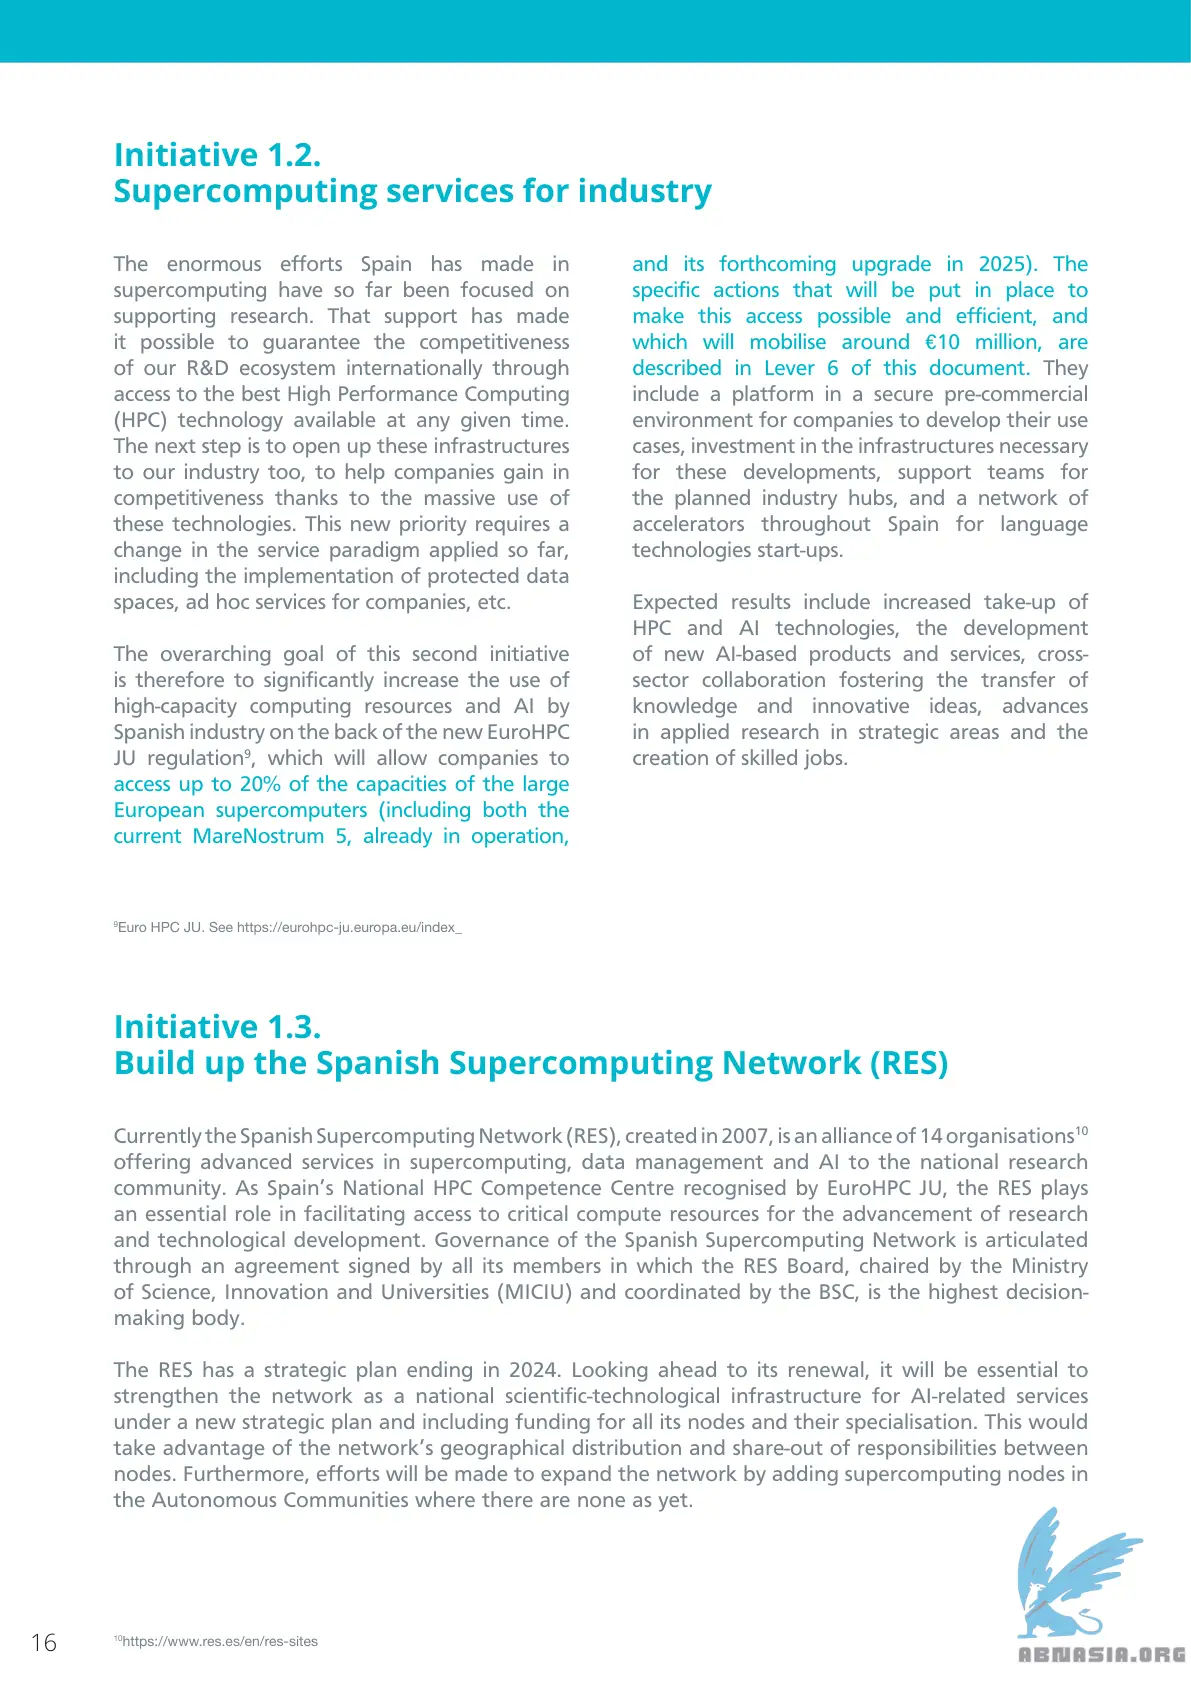 Initiative 1.2.
Supercomputing services for industry
The enormous efforts Spain has made in
supercomputing have so far been focused on
supporting research. That support has made
it possible to guarantee the competitiveness
of our R&D ecosystem internationally through
access to the best High Performance Computing
(HPC) technology available at any given time.
The next step is to open up these infrastructures
to our industry too, to help companies gain in
competitiveness thanks to the massive use of
these technologies. This new priority requires a
change in the service paradigm applied so far,
including the implementation of protected data
spaces, ad hoc services for companies, etc.
The overarching goal of this second initiative
is therefore to significantly increase the use of
high-capacity computing resources and AI by
Spanish industry on the back of the new EuroHPC
JU regulation⁹, which will allow companies to
access up to 20% of the capacities of the large
European supercomputers (including both the
current MareNostrum 5, already in operation,
and its forthcoming upgrade in 2025). The
specific actions that will be put in place to
make this access possible and efficient, and
which will mobilise around €10 million, are
described in Lever 6 of this document. They
include a platform in a secure pre-commercial
environment for companies to develop their use
cases, investment in the infrastructures necessary
for these developments, support teams for
the planned industry hubs, and a network of
accelerators throughout Spain for language
technologies start-ups.
Expected results include increased take-up of
HPC and AI technologies, the development
of new AI-based products and services, cross-
sector collaboration fostering the transfer of
knowledge and innovative ideas, advances
in applied research in strategic areas and the
creation of skilled jobs.
⁹Euro HPC JU. See https://eurohpc-ju.europa.eu/index_
Initiative 1.3.
Build up the Spanish Supercomputing Network (RES)
Currently the Spanish Supercomputing Network (RES), created in 2007, is an alliance of 14 organisations¹⁰
offering advanced services in supercomputing, data management and AI to the national research
community. As Spain's National HPC Competence Centre recognised by EuroHPC JU, the RES plays
an essential role in facilitating access to critical compute resources for the advancement of research
and technological development. Governance of the Spanish Supercomputing Network is articulated
through an agreement signed by all its members in which the RES Board, chaired by the Ministry
of Science, Innovation and Universities (MICIU) and coordinated by the BSC, is the highest decision-
making body.
The RES has a strategic plan ending in 2024. Looking ahead to its renewal, it will be essential to
strengthen the network as a national scientific-technological infrastructure for AI-related services
under a new strategic plan and including funding for all its nodes and their specialisation. This would
take advantage of the network's geographical distribution and share-out of responsibilities between
nodes. Furthermore, efforts will be made to expand the network by adding supercomputing nodes in
the Autonomous Communities where there are none as yet.
16
¹⁰https://www.res.es/en/res-sites
ABNASIA.ORG